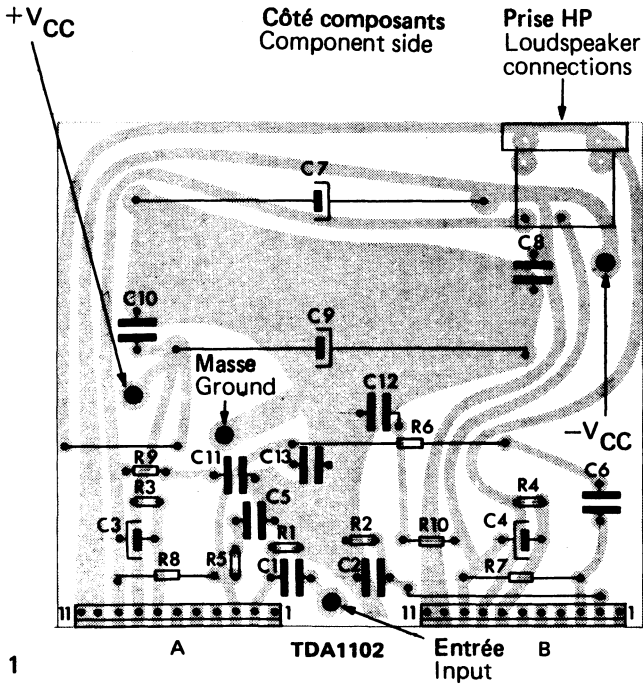 +VCC
Côté composants
Component side
Prise HP
Loudspeaker
connections
C7
C8
C10
C9
Masse
Ground
C12
R6
−VCC
R9
C11
C13
C6
R3
R4
C5
C3
R1
R2
R10
C4
R8
R5
C1
C2
R7
11
1
11
1
A
TDA1102
Entrée
Input
B
1